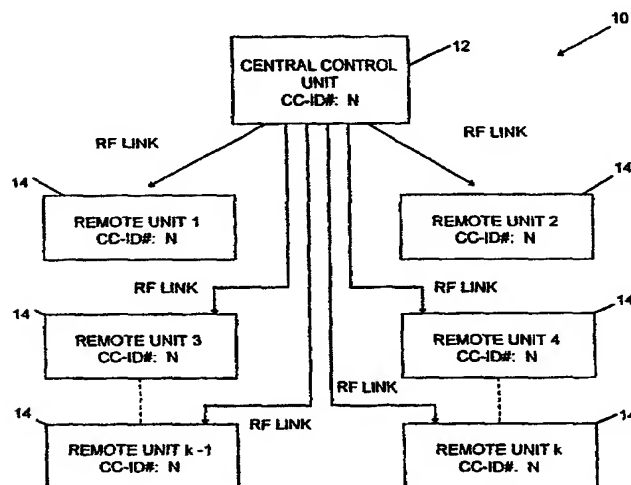 10
12
CENTRAL CONTROL
UNIT
CC-ID#: N
RF LINK
RF LINK
14
14
REMOTE UNIT 1
CC-ID#: N
REMOTE UNIT 2
CC-ID#: N
RF LINK
RF LINK
14
14
REMOTE UNIT 3
CC-ID#: N
REMOTE UNIT 4
CC-ID#: N
RF LINK
RF LINK
14
14
REMOTE UNIT k -1
CC-ID#: N
REMOTE UNIT k
CC-ID#: N